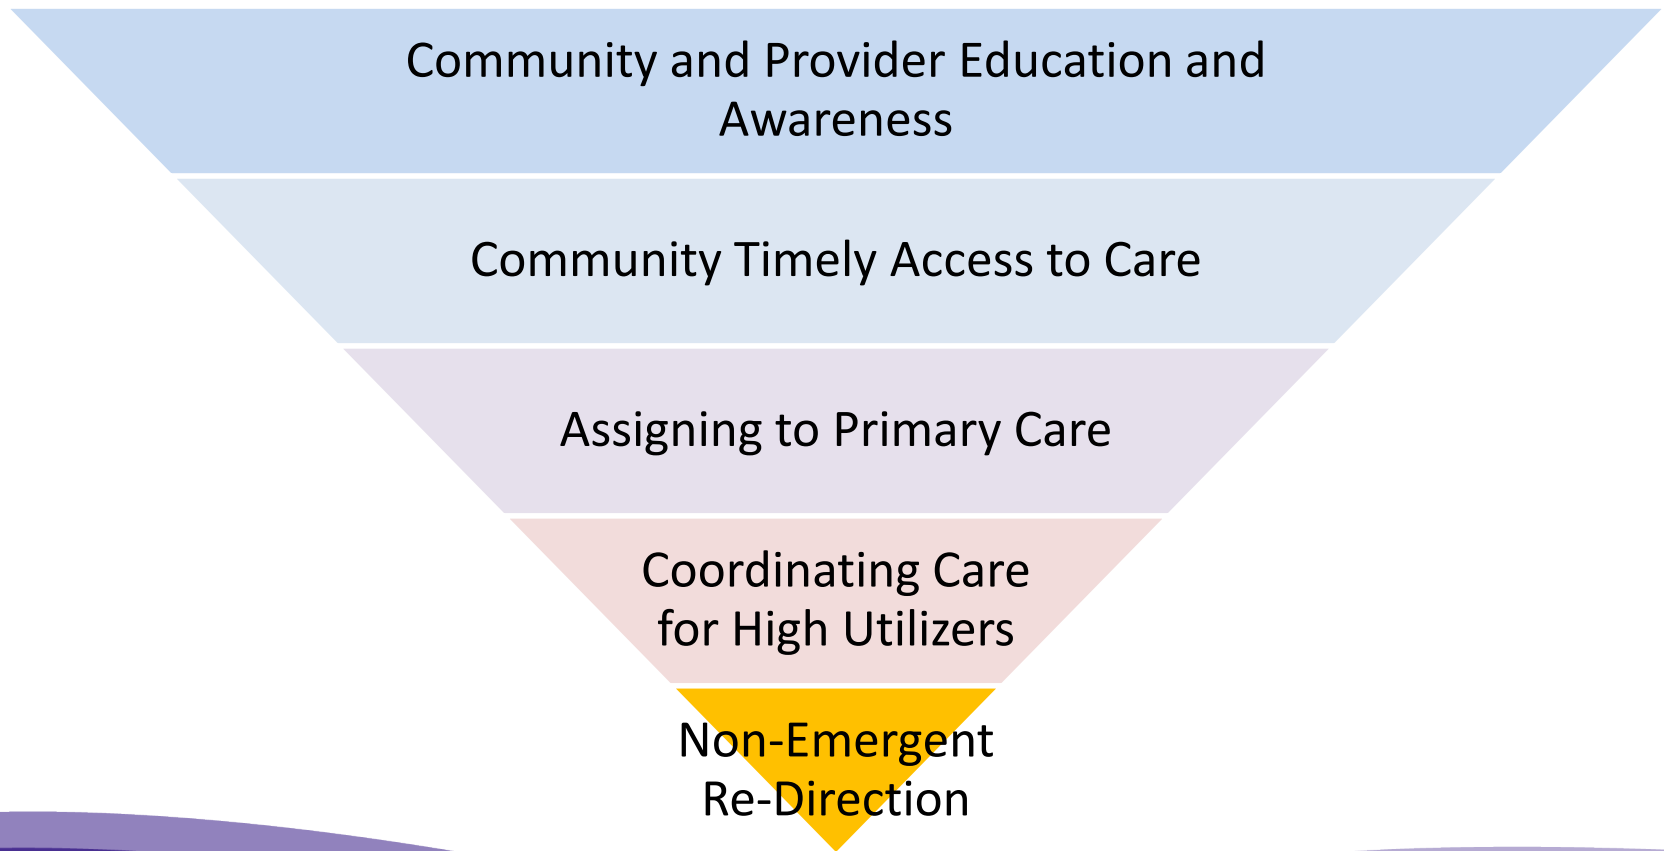 Community and Provider Education and
Awareness
Community Timely Access to Care
Assigning to Primary Care
Coordinating Care
for High Utilizers
Non-Emergent
Re-Direction